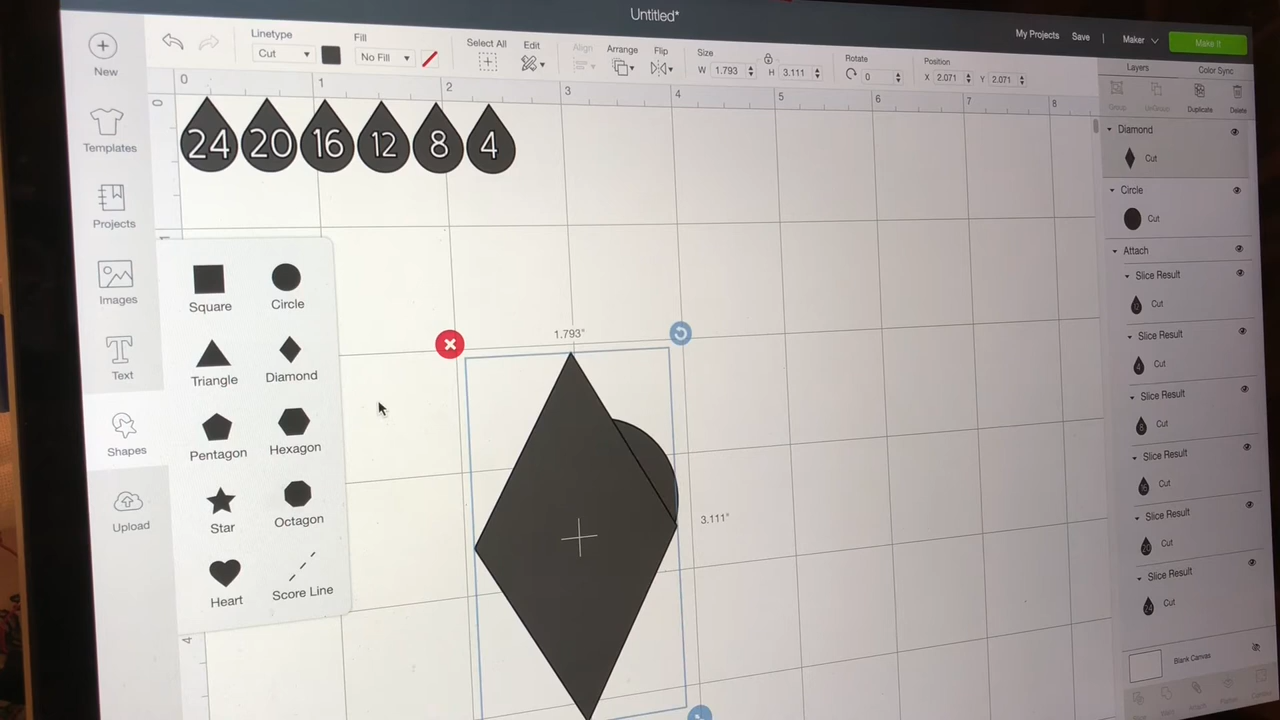 Untitled*
My Projects
Save
Maker
Make It
New
Templates
Projects
Images
Text
Shapes
Upload
Linetype
Cut
Fill
No Fill
Select All
Edit
Align
Arrange
Flip
Size
W 1.793
H 3.111
Rotate
0
Position
X 2.071
Y 2.071
0 1 2 3 4 5 6 7 8
0
24 20 16 12 8 4
4
Square
Circle
Triangle
Diamond
Pentagon
Hexagon
Star
Octagon
Heart
Score Line
1.793"
3.111"
Layers
Color Sync
Group
UnGroup
Duplicate
Delete
Diamond
Cut
Circle
Cut
Attach
Slice Result
Cut
Slice Result
Cut
Slice Result
Cut
Slice Result
Cut
Slice Result
Cut
Slice Result
Cut
Blank Canvas